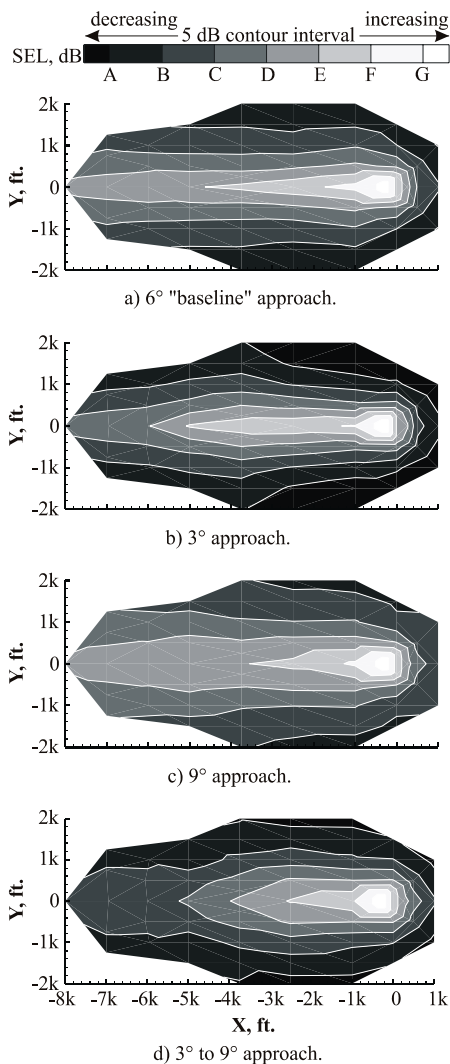 decreasing increasing
5 dB contour interval
SEL, dB
A B C D E F G
2k
1k
0
-1k
-2k
Y, ft.
a) 6° "baseline" approach.
2k
1k
0
-1k
-2k
Y, ft.
b) 3° approach.
2k
1k
0
-1k
-2k
Y, ft.
c) 9° approach.
2k
1k
0
-1k
-2k
Y, ft.
-8k -7k -6k -5k -4k -3k -2k -1k 0 1k
X, ft.
d) 3° to 9° approach.